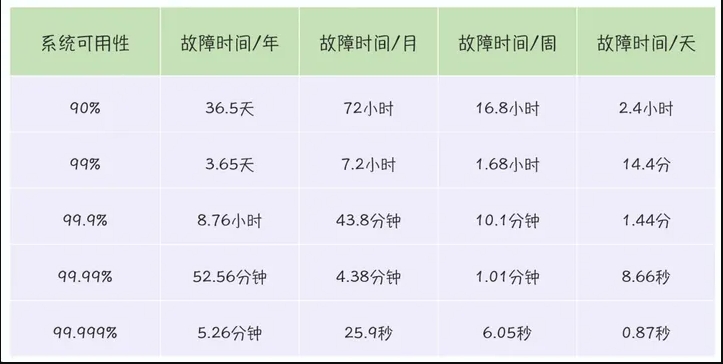 系统可用性 故障时间/年 故障时间/月 故障时间/周 故障时间/天
90% 36.5天 72小时 16.8小时 2.4小时
99% 3.65天 7.2小时 1.68小时 14.4分
99.9% 8.76小时 43.8分钟 10.1分钟 1.44分
99.99% 52.56分钟 4.38分钟 1.01分钟 8.66秒
99.999% 5.26分钟 25.9秒 6.05秒 0.87秒